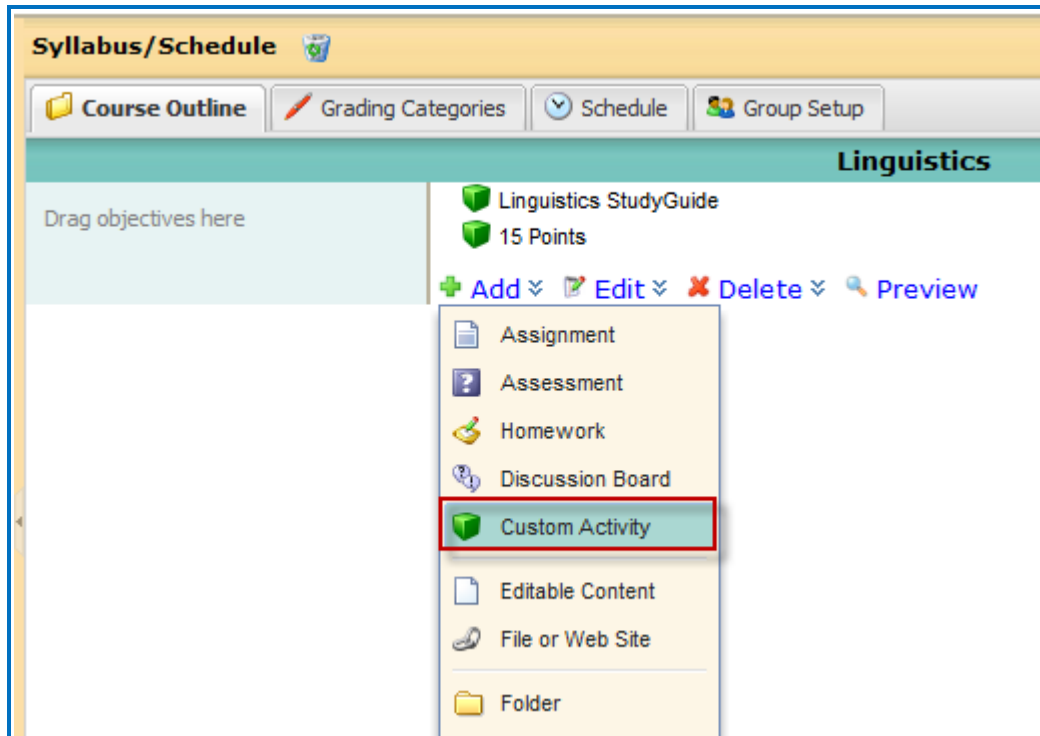 Syllabus/Schedule
Course Outline Grading Categories Schedule Group Setup
Linguistics
Drag objectives here
Linguistics StudyGuide
15 Points
Add Edit Delete Preview
Assignment
Assessment
Homework
Discussion Board
Custom Activity
Editable Content
File or Web Site
Folder